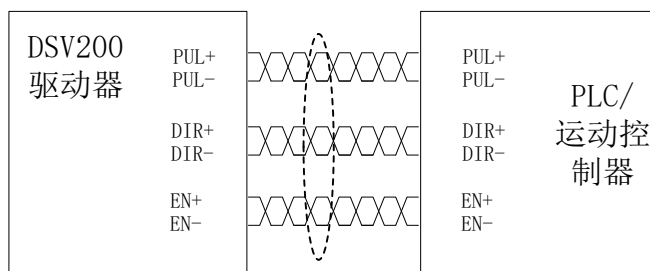 DSV200
驱动器
PUL+
PUL-
DIR+
DIR-
EN+
EN-
PUL+
PUL-
DIR+
DIR-
EN+
EN-
PLC/
运动控
制器